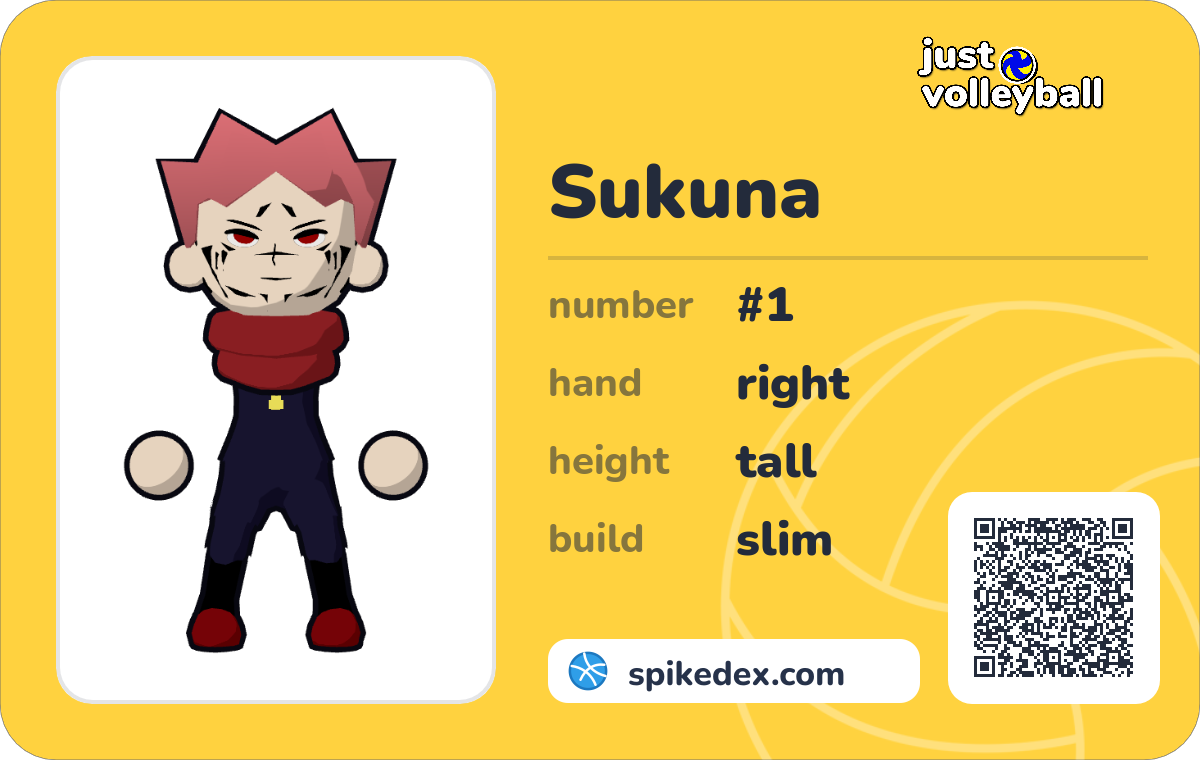 just
volleyball
Sukuna
number #1
hand right
height tall
build slim
spikedex.com